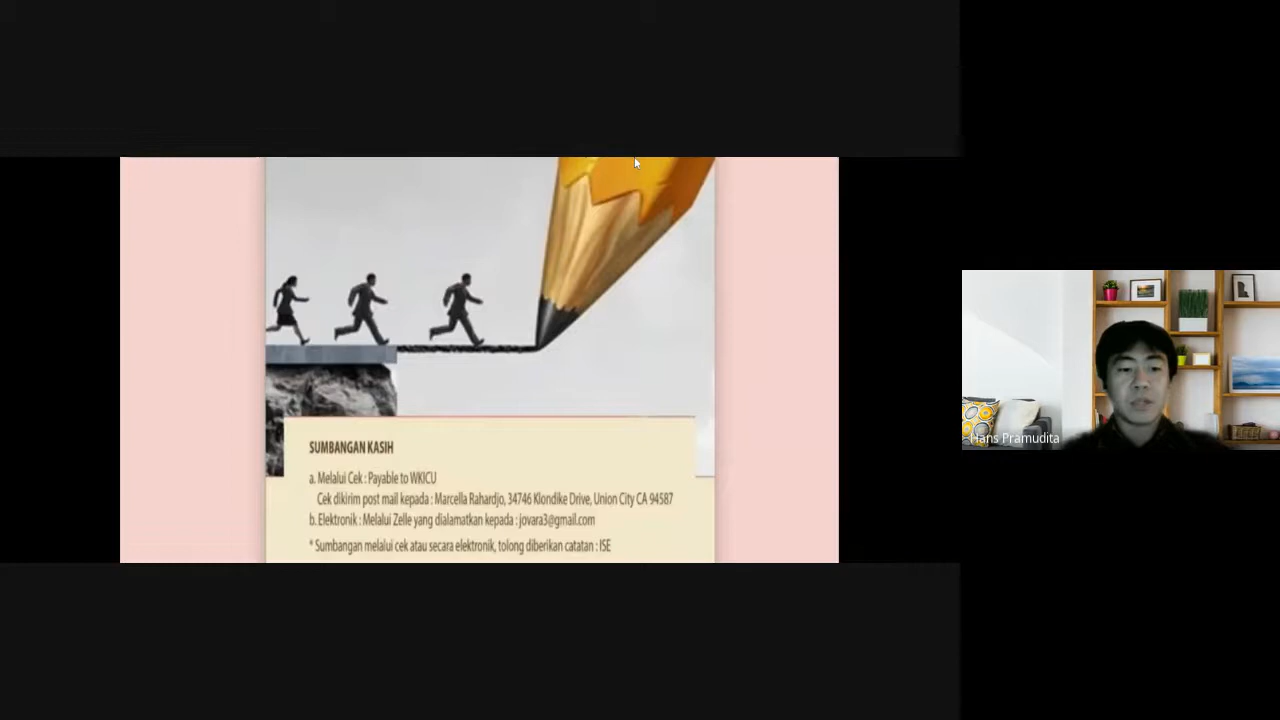 SUMBANGAN KASIH
a. Melalui Cek : Payable to WKICU
Cek dikirim post mail kepada : Marcella Rahardjo, 34746 Klondike Drive, Union City CA 94587
b. Elektronik : Melalui Zelle yang dialamatkan kepada : jovara3@gmail.com
* Sumbangan melalui cek atau secara elektronik, tolong diberikan catatan : ISE
Hans Pramudita